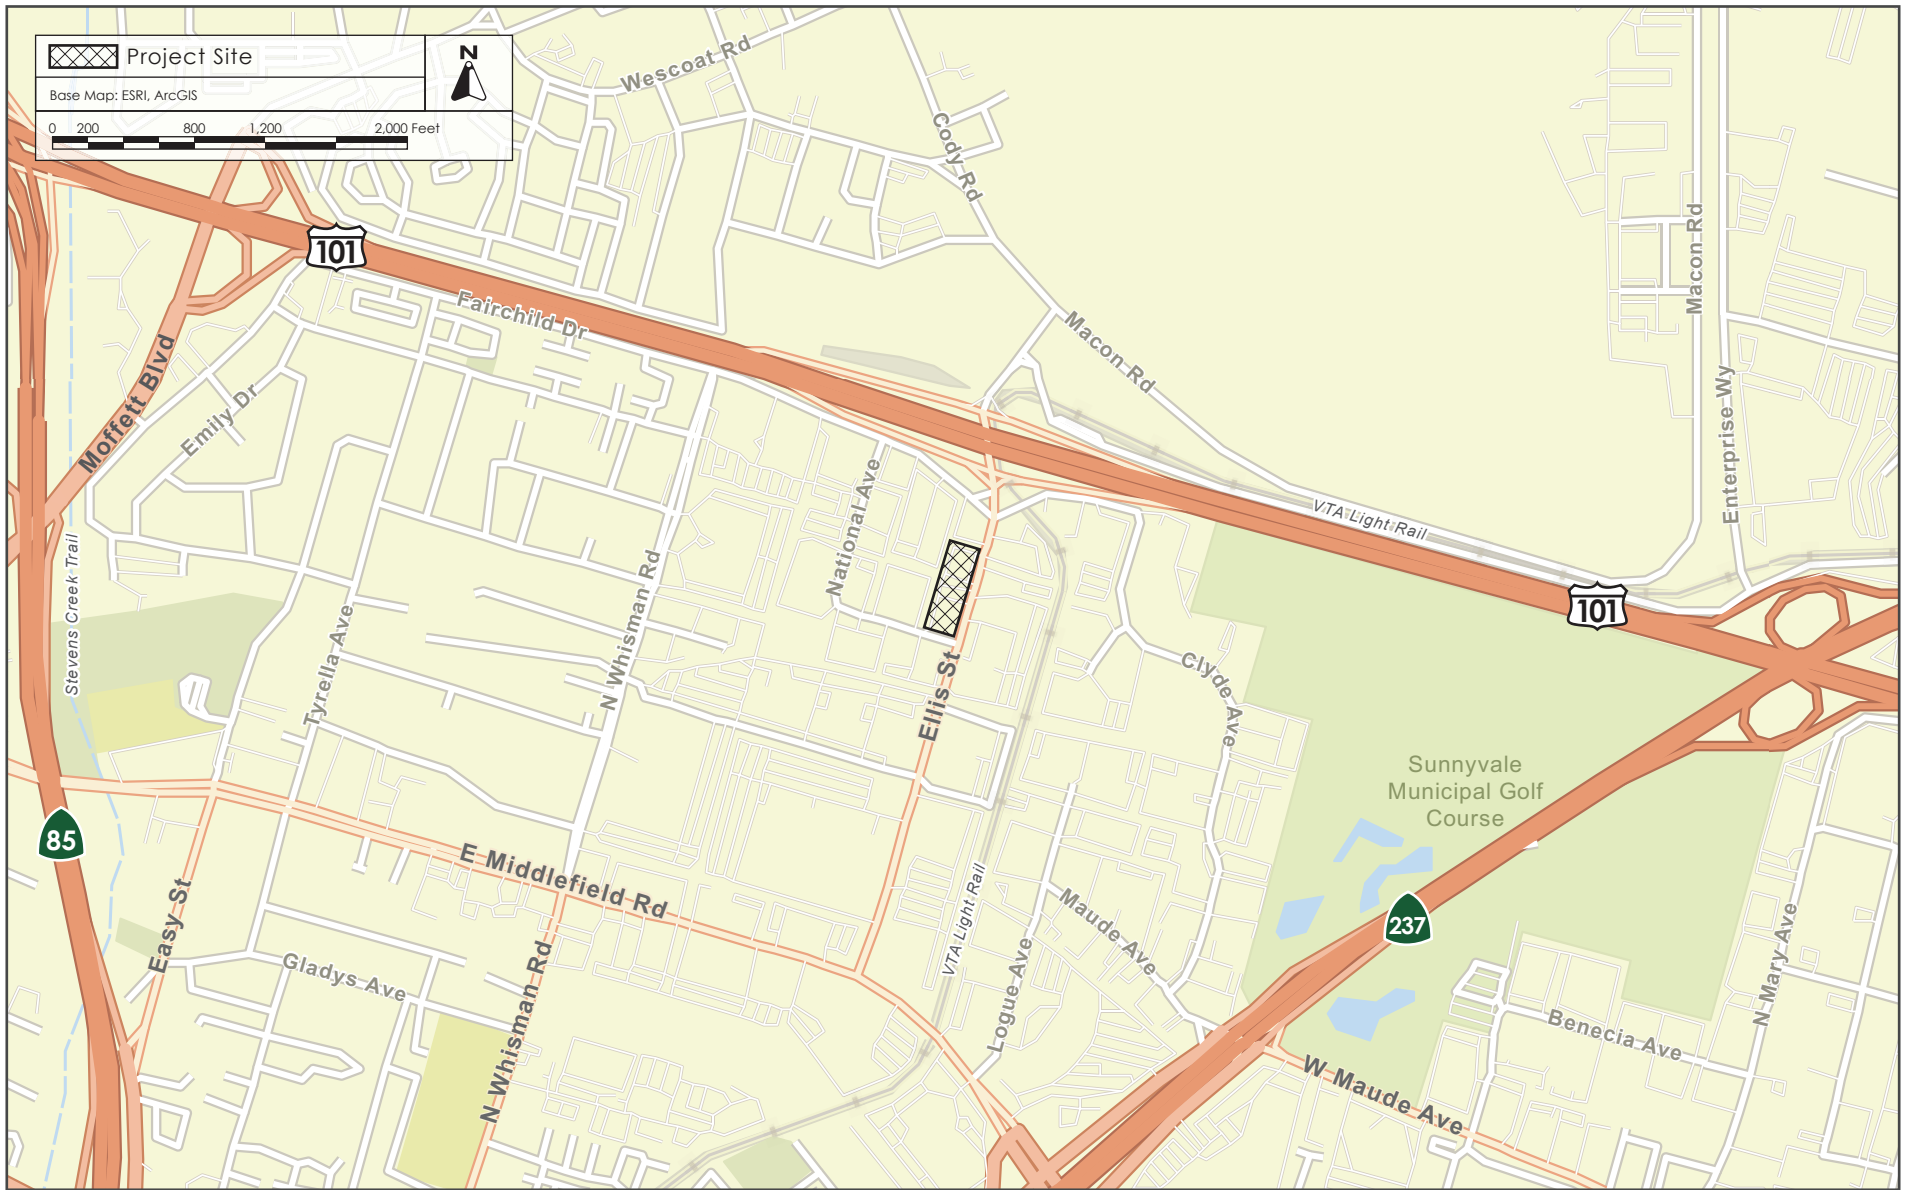 Project Site
N
Base Map: ESRI, ArcGIS
0 200 800 1,200 2,000 Feet
Wescoat Rd
Cody Rd
Macon Rd
101
Fairchild Dr
Macon Rd
Moffett Blvd
Emily Dr
Enterprise Wy
National Ave
VTA Light Rail
Stevens Creek Trail
N Whisman Rd
101
Tyrella Ave
Ellis St
Clyde Ave
Sunnyvale
Municipal Golf
Course
85
E Middlefield Rd
Easy St
VTA Light Rail
Maude Ave
237
Gladys Ave
N Whisman Rd
Logue Ave
N Mary Ave
Benecia Ave
W Maude Ave